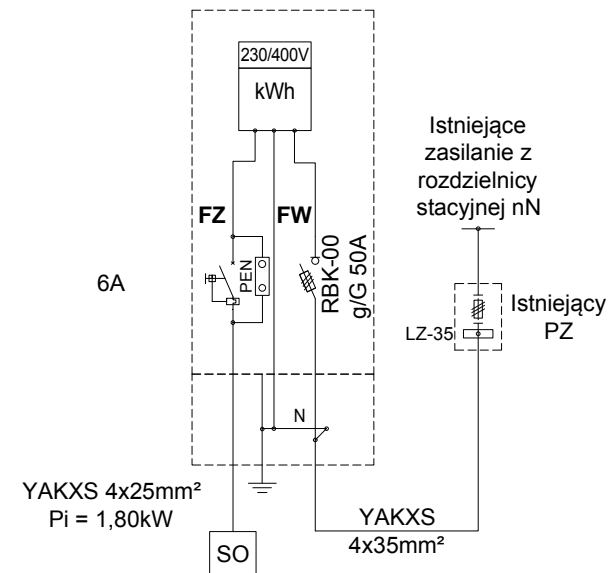 230/400V
kWh
FZ
FW
PEN
RBK-00
g/G 50A
6A
N
Istniejące
zasilanie z
rozdzielnicy
stacyjnej nN
Istniejący
PZ
LZ-35
YAKXS 4x25mm²
Pi = 1,80kW
SO
YAKXS
4x35mm²